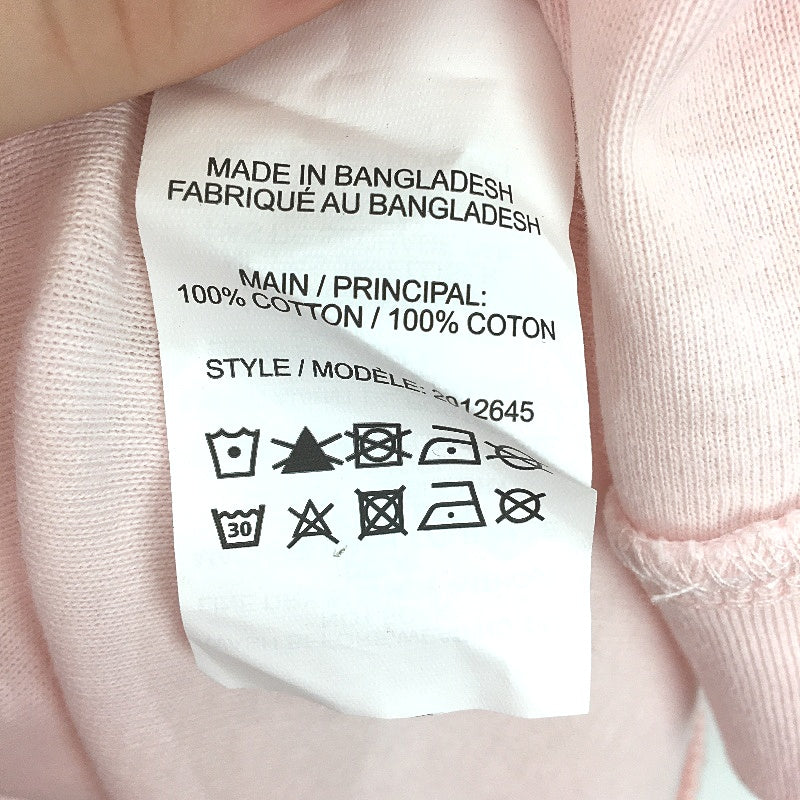 MADE IN BANGLADESH
FABRIQUÉ AU BANGLADESH
MAIN / PRINCIPAL:
100% COTTON / 100% COTON
STYLE / MODÈLE: 2012645
30